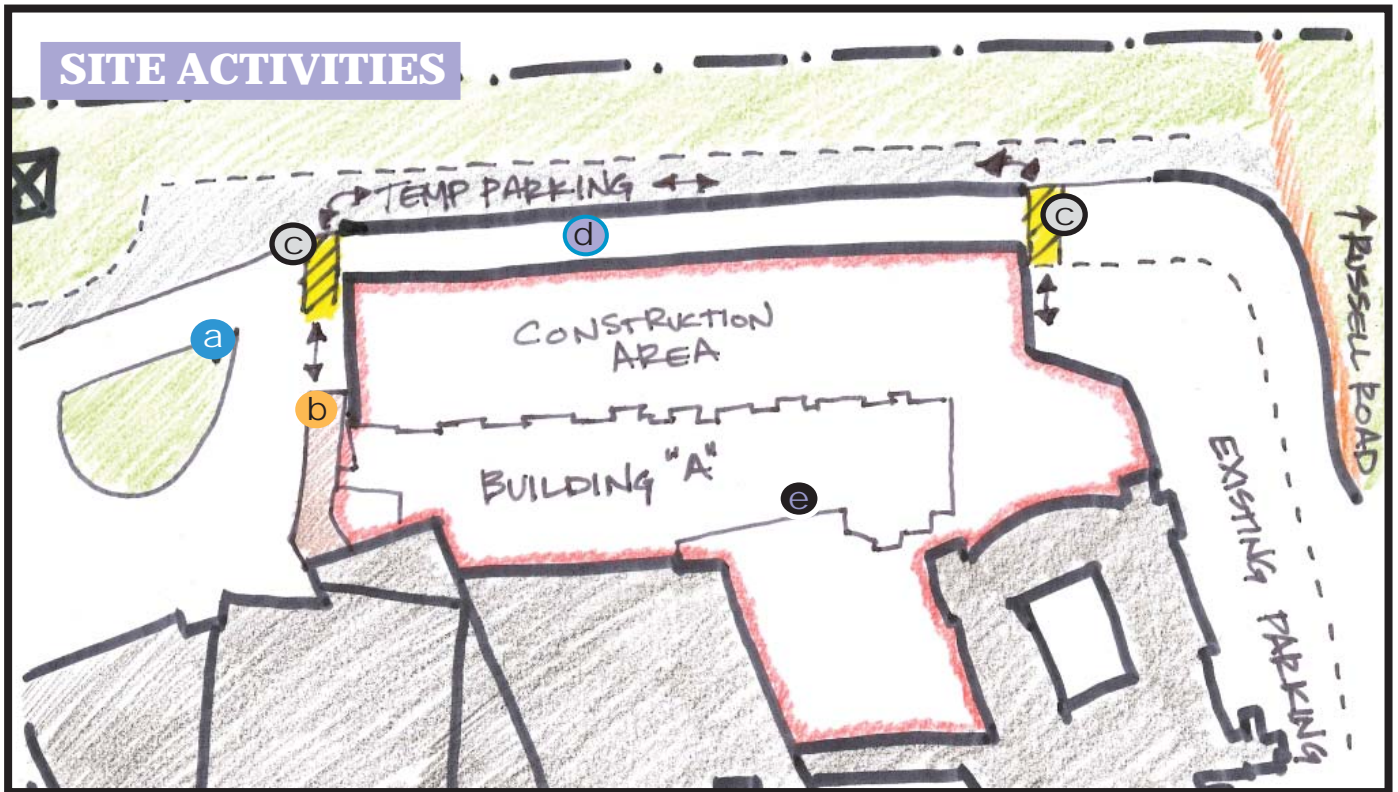 SITE ACTIVITIES
TEMP PARKING
c
c
d
a
CONSTRUCTION
AREA
b
BUILDING "A"
e
RUSSELL ROAD
EXISTING PARKING